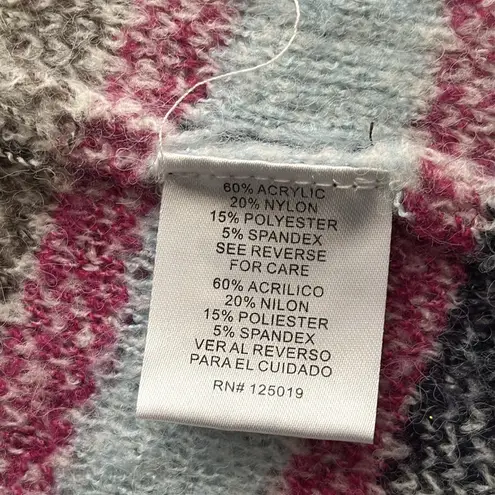 60% ACRYLIC
20% NYLON
15% POLYESTER
5% SPANDEX
SEE REVERSE
FOR CARE
60% ACRILICO
20% NILON
15% POLIESTER
5% SPANDEX
VER AL REVERSO
PARA EL CUIDADO
RN# 125019